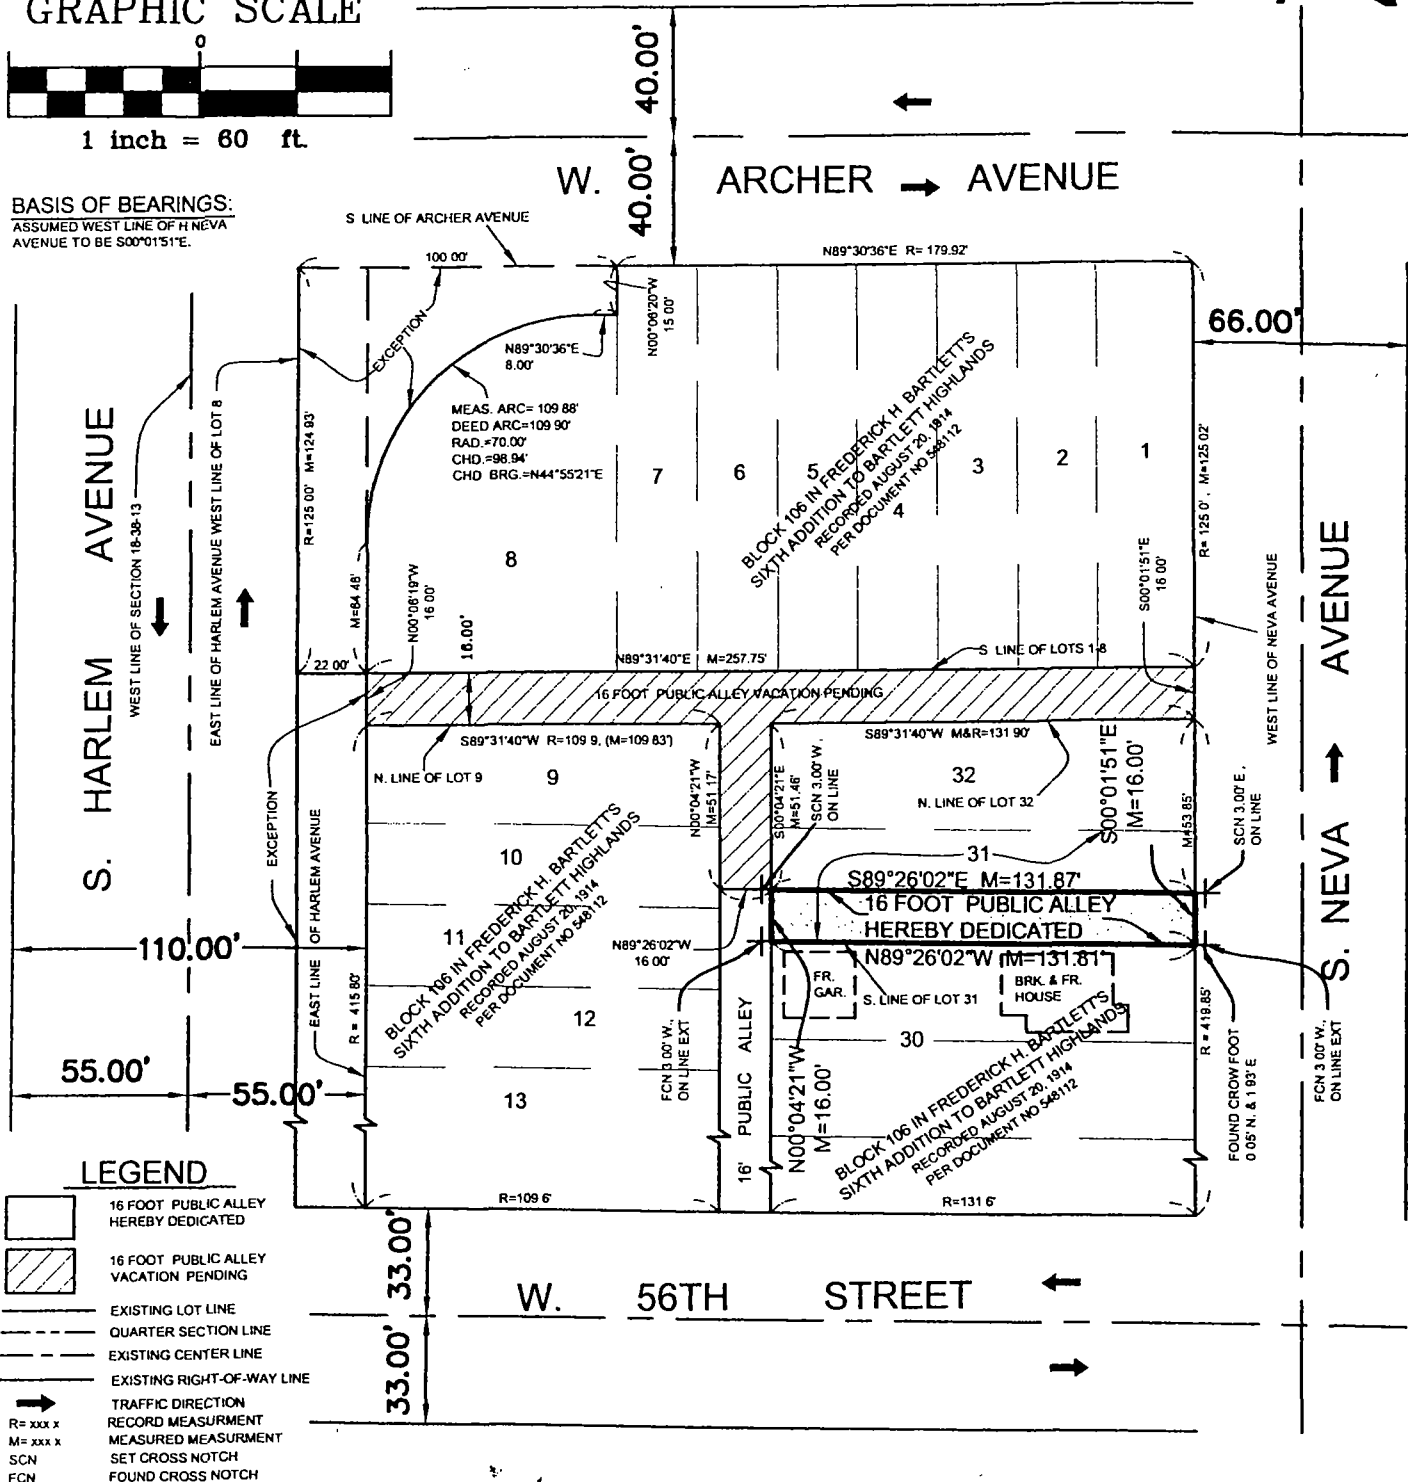 GRAPHIC SCALE
0
1 inch = 60 ft.
BASIS OF BEARINGS:
ASSUMED WEST LINE OF H NEVA
AVENUE TO BE S00°01'51"E.
40.00'
40.00'
W. ARCHER AVENUE
S LINE OF ARCHER AVENUE
100 00'
N89°30'36"E R= 179.92'
N00°06'20"W
15 00'
66.00'
EXCEPTION
N89°30'36"E
8.00'
MEAS. ARC= 109 88'
DEED ARC=109 90'
RAD.=70.00'
CHD.=98.94'
CHD BRG.=N44°55'21"E
S. HARLEM AVENUE
WEST LINE OF SECTION 18-38-13
EAST LINE OF HARLEM AVENUE WEST LINE OF LOT 8
R=125 00' M=124 93'
M=64 48'
N00°06'19"W
16 00'
16.00'
8
7
6
5
4
3
2
1
BLOCK 106 IN FREDERICK H. BARTLETT'S
SIXTH ADDITION TO BARTLETT HIGHLANDS
RECORDED AUGUST 20, 1914
PER DOCUMENT NO 548112
S00°01'51"E
16 00'
R= 125 0', M=125 02'
WEST LINE OF NEVA AVENUE
S. NEVA AVENUE
22 00'
N89°31'40"E M=257.75'
S LINE OF LOTS 1-8
16 FOOT PUBLIC ALLEY VACATION PENDING
S89°31'40"W R=109 9, (M=109 83')
S89°31'40"W M&R=131 90'
N. LINE OF LOT 9
9
10
11
12
13
N00°04'21"W
M=51.17'
S00°04'21"E
M=51.46'
SCN 3.00' W,
ON LINE
32
N. LINE OF LOT 32
S00°01'51"E
M=16.00'
M=53 85'
SCN 3.00' E,
ON LINE
31
S89°26'02"E M=131.87'
16 FOOT PUBLIC ALLEY
HEREBY DEDICATED
N89°26'02"W M=131.81'
N89°26'02"W
16 00'
FR.
GAR.
S. LINE OF LOT 31
BRK. & FR.
HOUSE
30
EXCEPTION
EAST LINE OF HARLEM AVENUE
110.00'
R = 415 80'
BLOCK 106 IN FREDERICK H. BARTLETT'S
SIXTH ADDITION TO BARTLETT HIGHLANDS
RECORDED AUGUST 20, 1914
PER DOCUMENT NO 548112
55.00'
55.00'
FCN 3 00' W,
ON LINE EXT
16' PUBLIC ALLEY
N00°04'21"W
M=16.00'
BLOCK 106 IN FREDERICK H. BARTLETT'S
SIXTH ADDITION TO BARTLETT HIGHLANDS
RECORDED AUGUST 20, 1914
PER DOCUMENT NO 548112
R = 419.85'
FOUND CROW FOOT
0 05' N. & 1 93' E
FCN 3 00' W.,
ON LINE EXT
R=109 6'
R=131 6'
33.00'
33.00'
W. 56TH STREET
LEGEND
16 FOOT PUBLIC ALLEY
HEREBY DEDICATED
16 FOOT PUBLIC ALLEY
VACATION PENDING
EXISTING LOT LINE
QUARTER SECTION LINE
EXISTING CENTER LINE
EXISTING RIGHT-OF-WAY LINE
TRAFFIC DIRECTION
R= xxx x RECORD MEASURMENT
M= xxx x MEASURED MEASURMENT
SCN SET CROSS NOTCH
FCN FOUND CROSS NOTCH